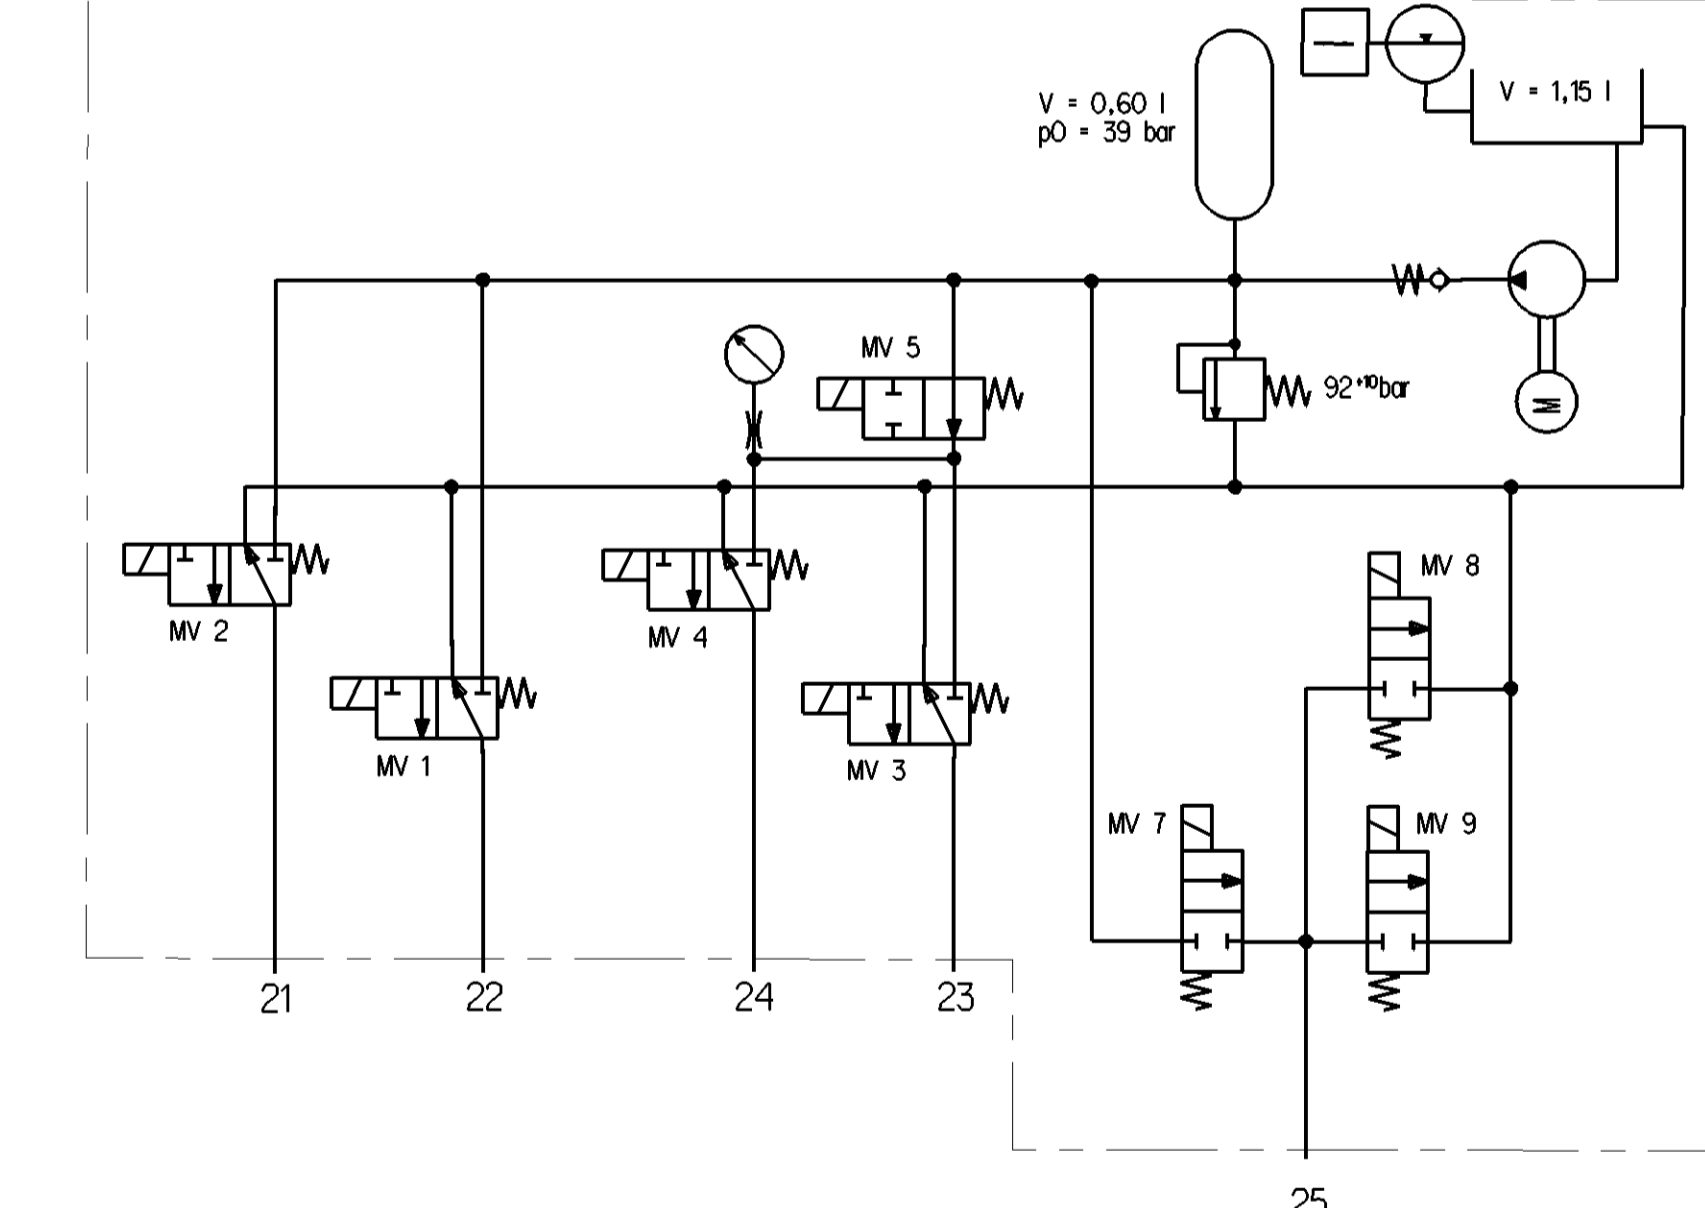 V = 1,15 l
V = 0,60 l
p0 = 39 bar
MV 5
92+10bar
M
MV 8
MV 2
MV 4
MV 1
MV 3
MV 7
MV 9
21
22
24
23
25